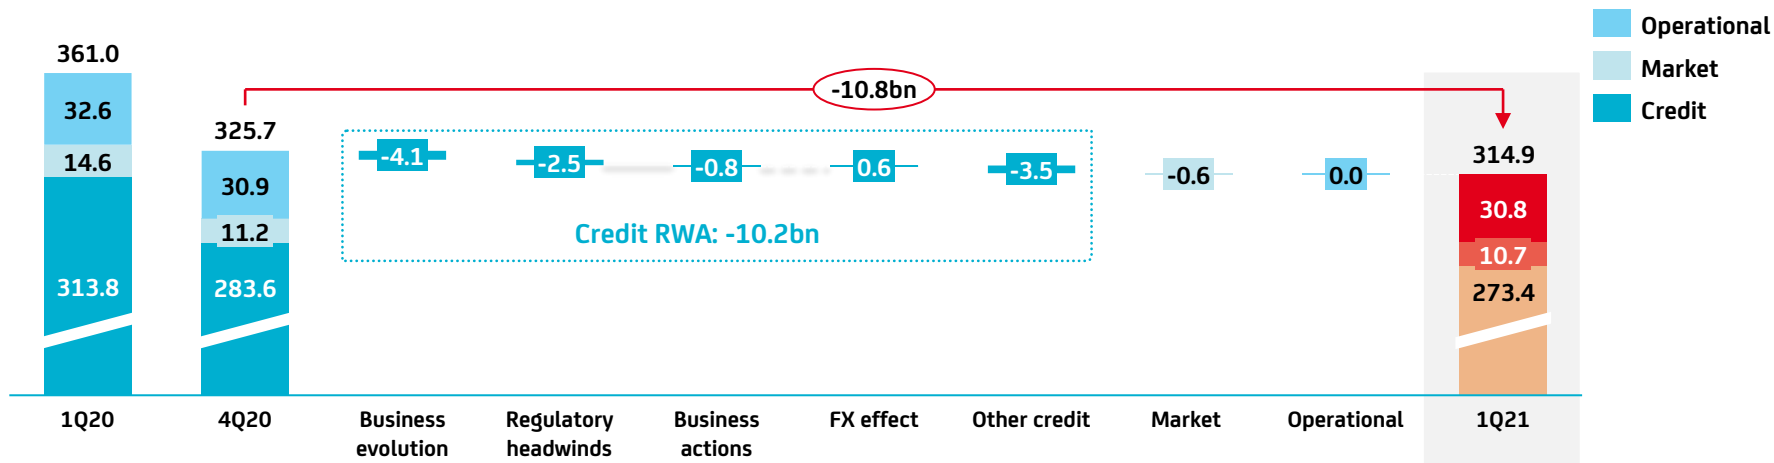 Operational
Market
Credit
361.0
32.6
14.6
313.8
325.7
30.9
11.2
283.6
-10.8bn
-4.1
-2.5
-0.8
0.6
-3.5
Credit RWA: -10.2bn
-0.6
0.0
314.9
30.8
10.7
273.4
1Q20
4Q20
Business
evolution
Regulatory
headwinds
Business
actions
FX effect
Other credit
Market
Operational
1Q21